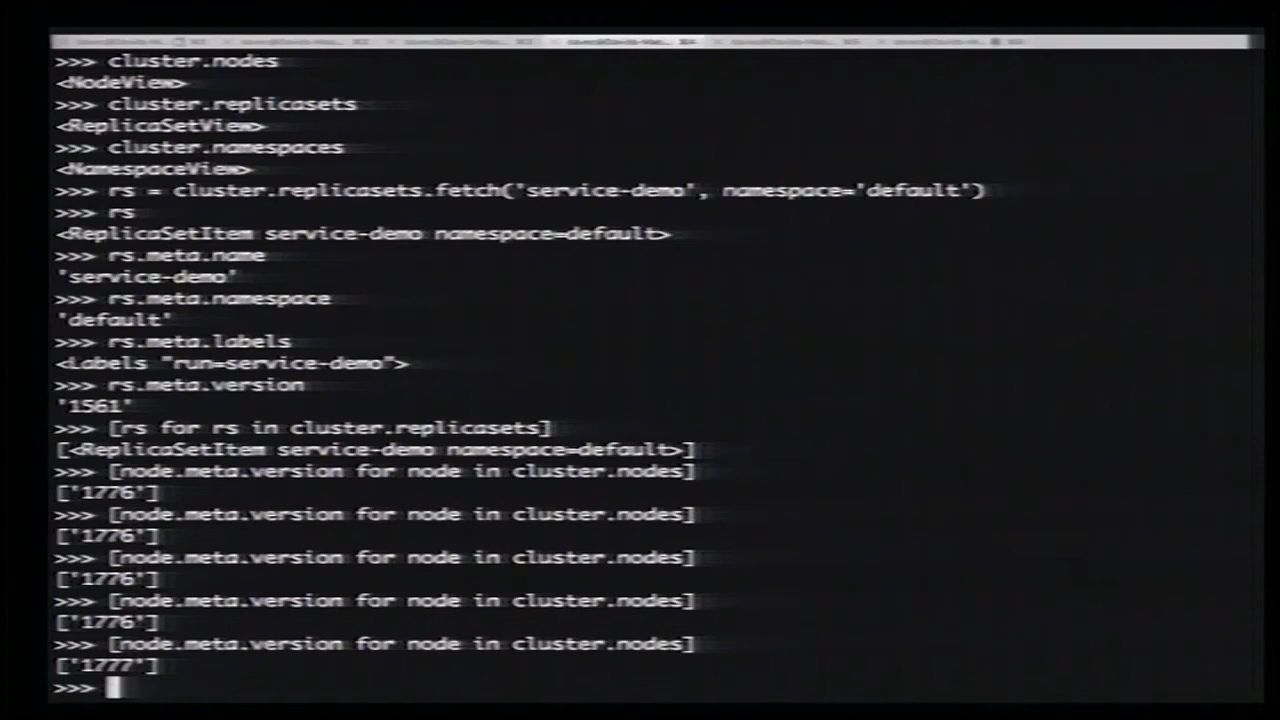 >>> cluster.nodes
<NodeView>
>>> cluster.replicasets
<ReplicaSetView>
>>> cluster.namespaces
<NamespaceView>
>>> rs = cluster.replicasets.fetch('service-demo', namespace='default')
>>> rs
<ReplicaSetItem service-demo namespace=default>
>>> rs.meta.name
'service-demo'
>>> rs.meta.namespace
'default'
>>> rs.meta.labels
<Labels "run=service-demo">
>>> rs.meta.version
'1561'
>>> [rs for rs in cluster.replicasets]
[<ReplicaSetItem service-demo namespace=default>]
>>> [node.meta.version for node in cluster.nodes]
['1776']
>>> [node.meta.version for node in cluster.nodes]
['1776']
>>> [node.meta.version for node in cluster.nodes]
['1776']
>>> [node.meta.version for node in cluster.nodes]
['1776']
>>> [node.meta.version for node in cluster.nodes]
['1777']
>>>